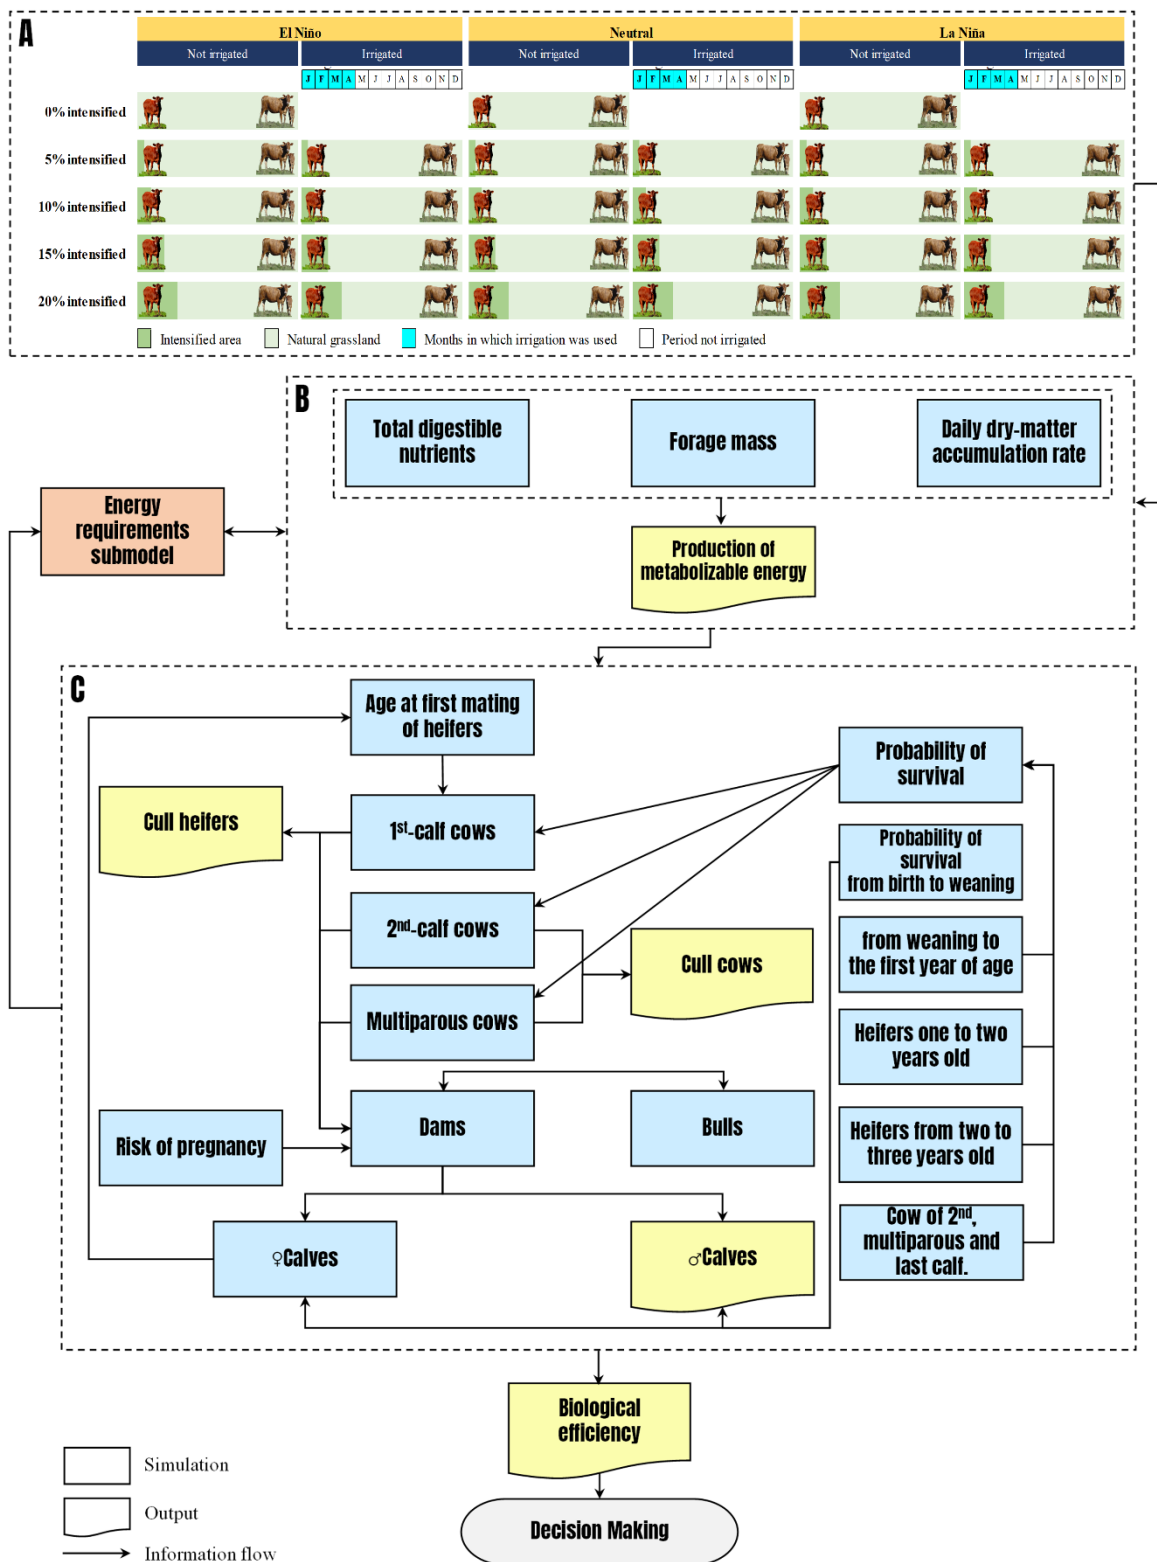 A
El Niño Neutral La Niña
Not irrigated Irrigated Not irrigated Irrigated Not irrigated Irrigated
J F M A M J J A S O N D J F M A M J J A S O N D J F M A M J J A S O N D
0% intensified
5% intensified
10% intensified
15% intensified
20% intensified
Intensified area Natural grassland Months in which irrigation was used Period not irrigated
B
Total digestible
nutrients
Forage mass
Daily dry-matter
accumulation rate
Energy
requirements
submodel
Production of
metabolizable energy
C
Age at first mating
of heifers
Probability of
survival
Cull heifers
1st-calf cows
Probability of
survival
from birth to weaning
2nd-calf cows
Cull cows
from weaning to
the first year of age
Multiparous cows
Heifers one to two
years old
Risk of pregnancy
Dams
Bulls
Heifers from two to
three years old
♀Calves
♂Calves
Cow of 2nd,
multiparous and
last calf.
Biological
efficiency
Simulation
Output
Information flow
Decision Making